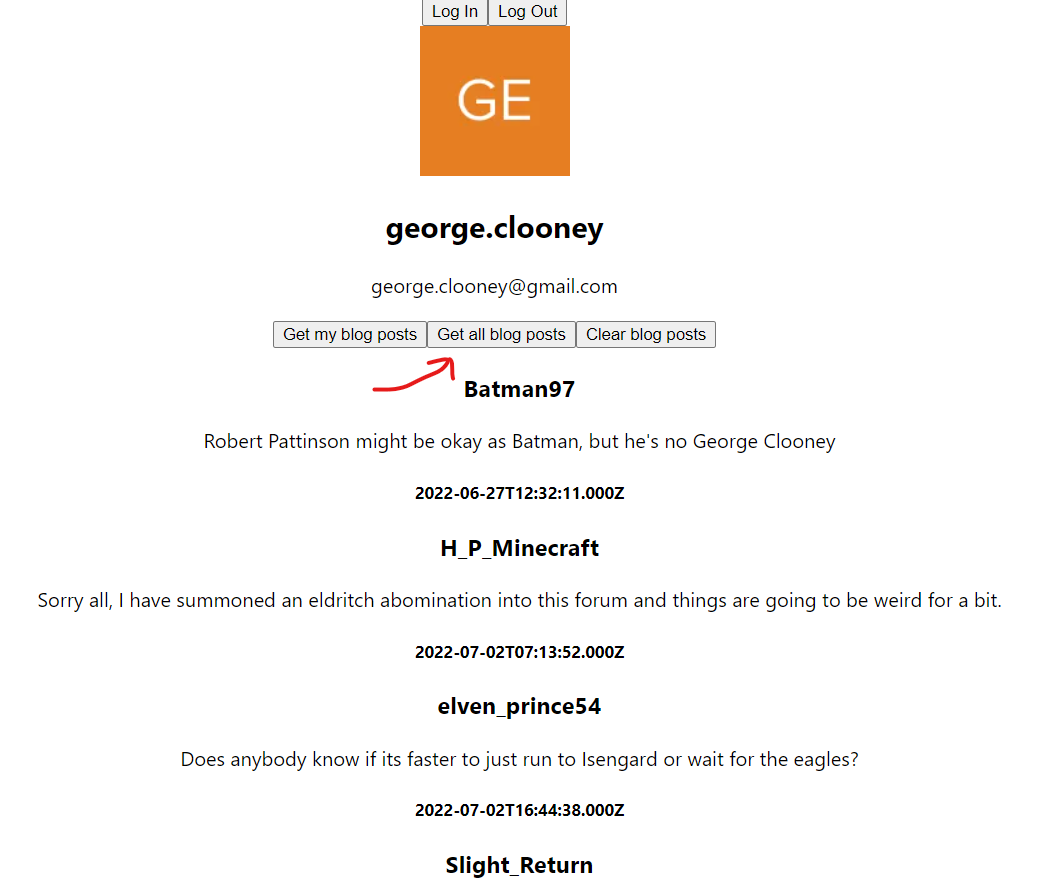 Log In Log Out
GE
george.clooney
george.clooney@gmail.com
Get my blog posts Get all blog posts Clear blog posts
Batman97
Robert Pattinson might be okay as Batman, but he's no George Clooney
2022-06-27T12:32:11.000Z
H_P_Minecraft
Sorry all, I have summoned an eldritch abomination into this forum and things are going to be weird for a bit.
2022-07-02T07:13:52.000Z
elven_prince54
Does anybody know if its faster to just run to Isengard or wait for the eagles?
2022-07-02T16:44:38.000Z
Slight_Return